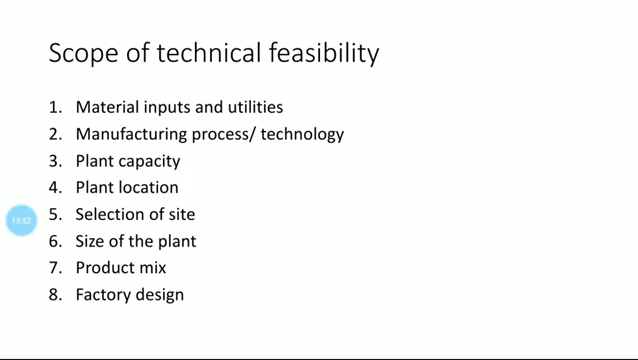 Scope of technical feasibility
1. Material inputs and utilities
2. Manufacturing process/ technology
3. Plant capacity
4. Plant location
13:52
5. Selection of site
6. Size of the plant
7. Product mix
8. Factory design